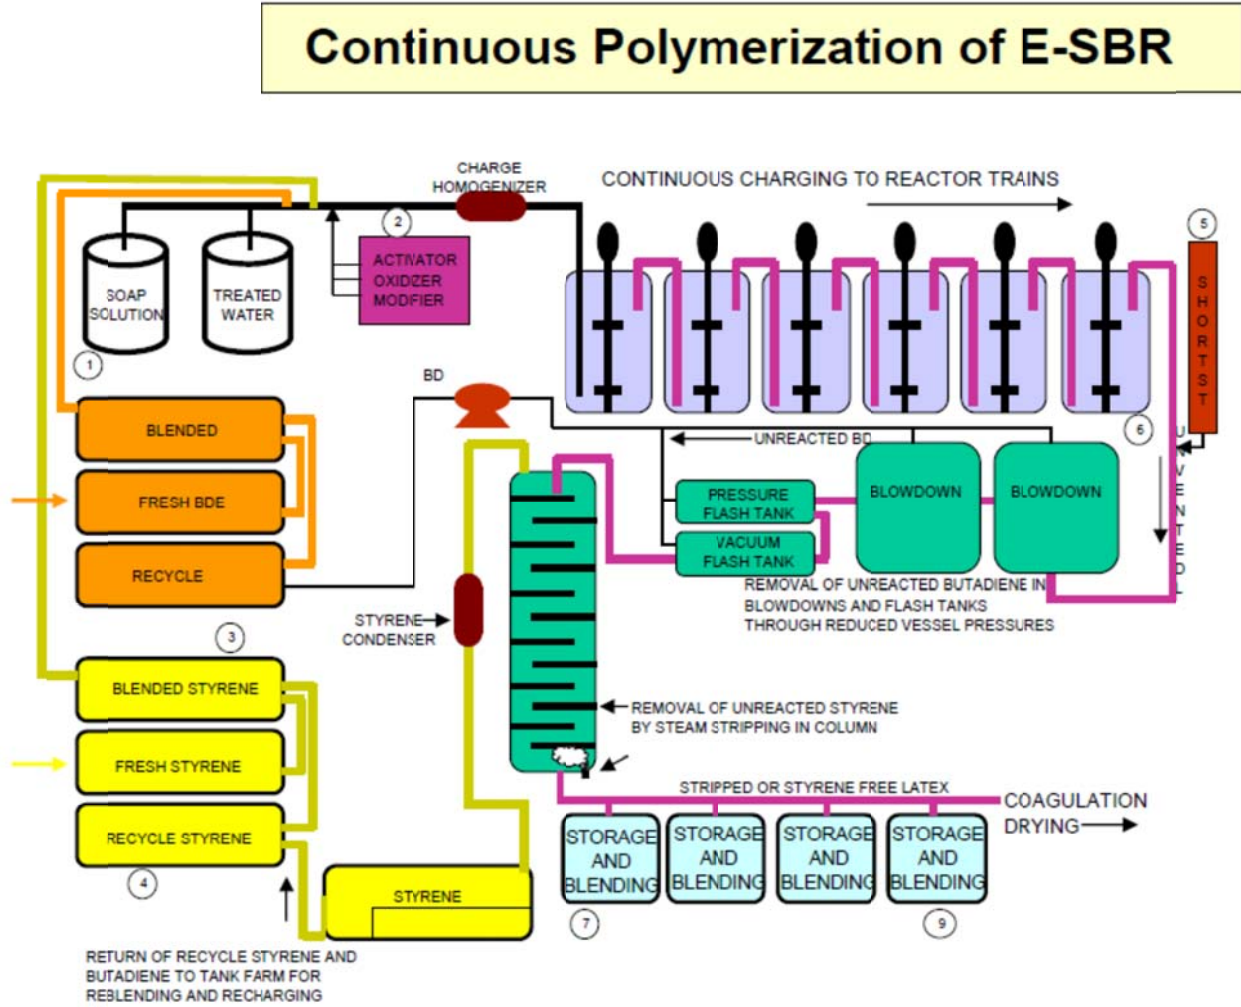 Continuous Polymerization of E-SBR
CHARGE
HOMOGENIZER
CONTINUOUS CHARGING TO REACTOR TRAINS
2
5
ACTIVATOR
OXIDIZER
MODFIER
SOAP
SOLUTION
TREATED
WATER
SHORTST
1
BD
BLENDED
6
UNREACTED BD
UNVENTEDL
FRESH BDE
PRESSURE
FLASH TANK
BLOWDOWN
BLOWDOWN
VACUUM
FLASH TANK
RECYCLE
REMOVAL OF UNREACTED BUTADIENE IN
BLOWDOWNS AND FLASH TANKS
THROUGH REDUCED VESSEL PRESSURES
STYRENE
CONDENSER
3
BLENDED STYRENE
REMOVAL OF UNREACTED STYRENE
BY STEAM STRIPPING IN COLUMN
FRESH STYRENE
STRIPPED OR STYRENE FREE LATEX
COAGULATION
DRYING
RECYCLE STYRENE
STORAGE
AND
BLENDING
STORAGE
AND
BLENDING
STORAGE
AND
BLENDING
STORAGE
AND
BLENDING
4
STYRENE
7
9
RETURN OF RECYCLE STYRENE AND
BUTADIENE TO TANK FARM FOR
REBLENDING AND RECHARGING